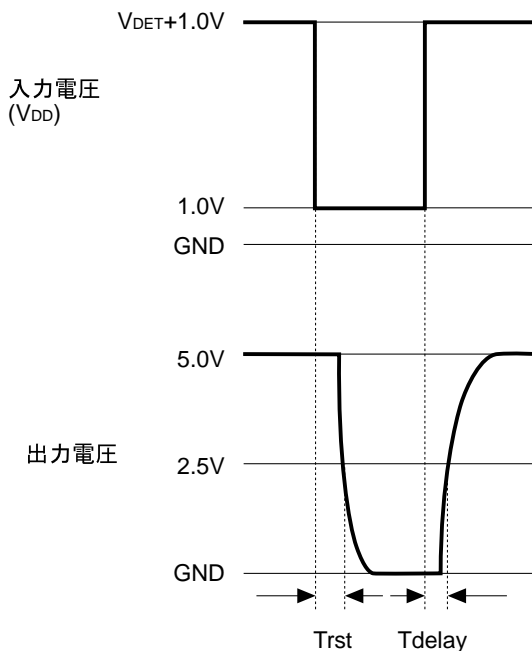 VDET+1.0V
入力電圧
(VDD)
1.0V
GND
5.0V
出力電圧
2.5V
GND
Trst
Tdelay